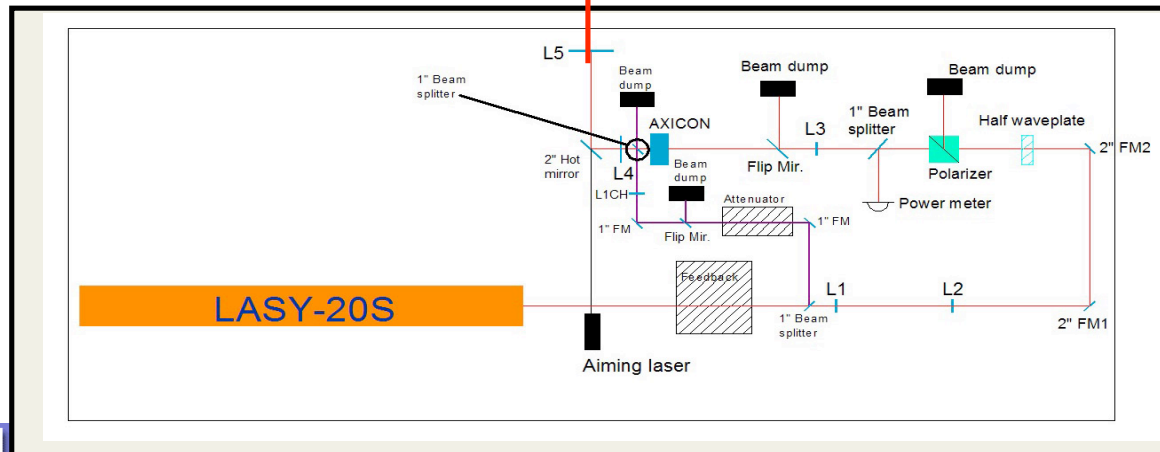 L5
1" Beam
splitter
Beam
dump
Beam dump
Beam dump
AXICON
L3
1" Beam
splitter
Half waveplate
2" Hot
mirror
L4
Beam
dump
Flip Mir.
Polarizer
2" FM2
L1CH
Attenuator
Power meter
1" FM
Flip Mir.
1" FM
Feedback
LASY-20S
L1
L2
1" Beam
splitter
2" FM1
Aiming laser